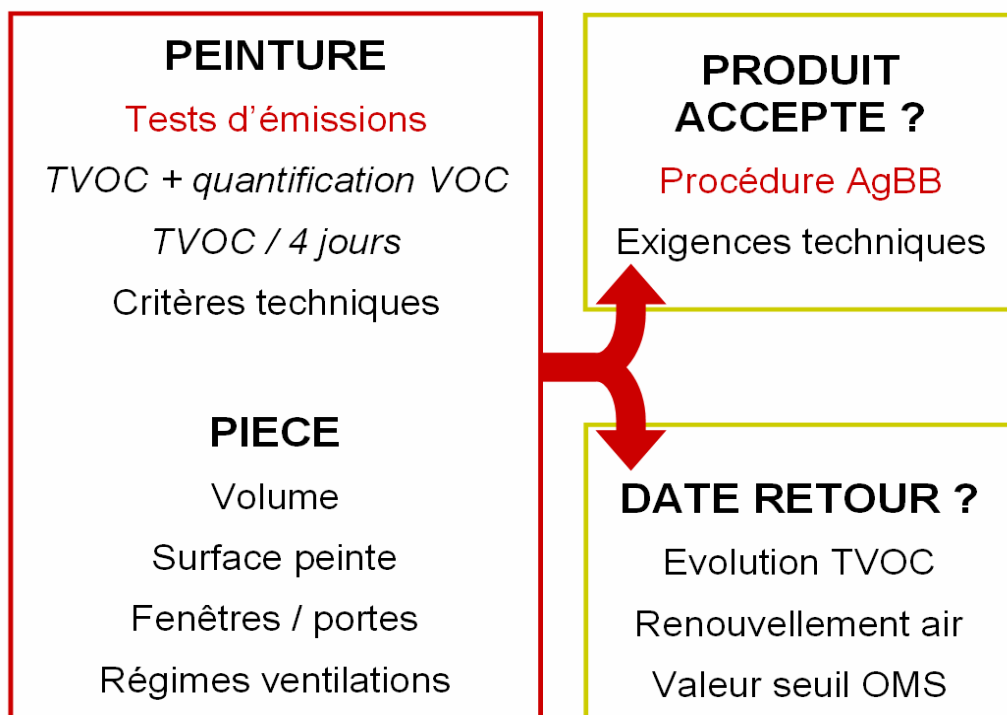 PEINTURE
Tests d'émissions
TVOC + quantification VOC
TVOC / 4 jours
Critères techniques
PIECE
Volume
Surface peinte
Fenêtres / portes
Régimes ventilations
PRODUIT
ACCEPTE ?
Procédure AgBB
Exigences techniques
DATE RETOUR ?
Evolution TVOC
Renouvellement air
Valeur seuil OMS